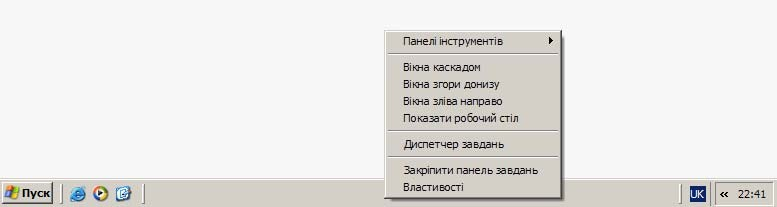 Панелі інструментів
Вікна каскадом
Вікна згори донизу
Вікна зліва направо
Показати робочий стіл
Диспетчер завдань
Закріпити панель завдань
Властивості
Пуск
UK
«
22:41